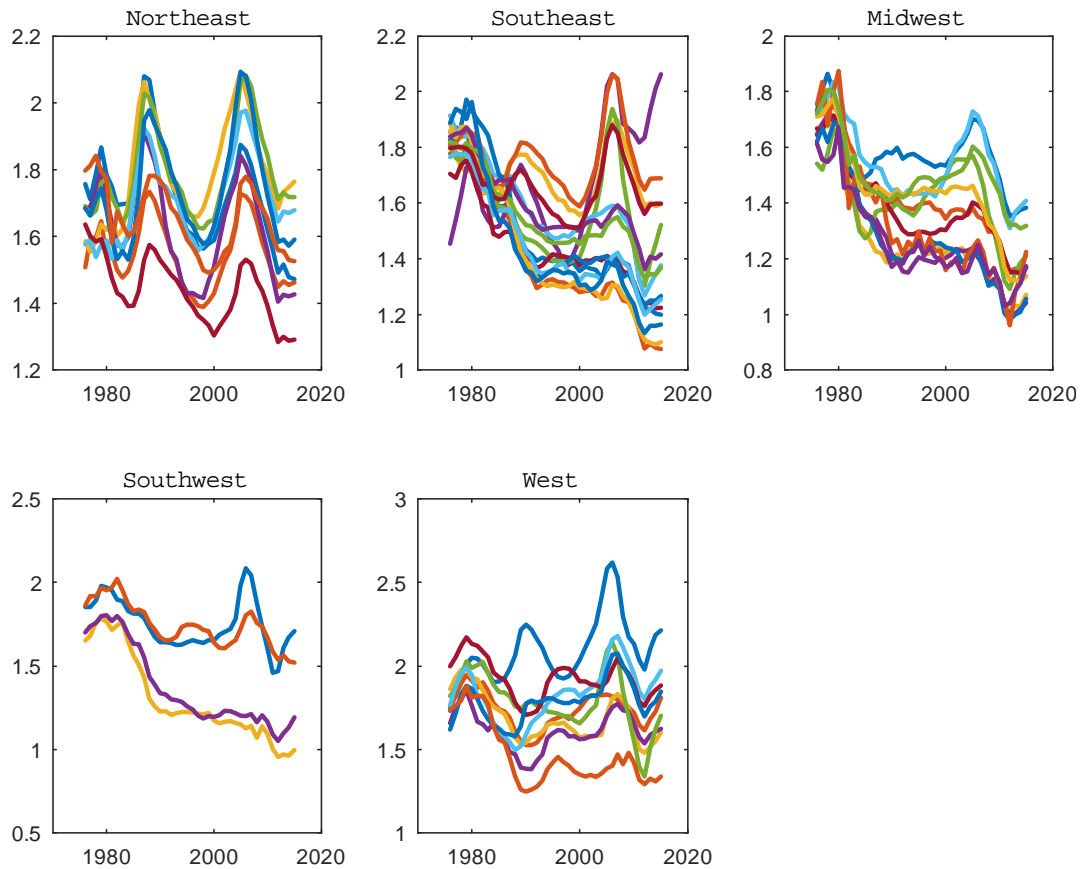 Northeast Southeast Midwest
2.2 2.2 2
2 2 1.8
1.8 1.8 1.6
1.6 1.6 1.4
1.4 1.4 1.2
1.2 1
1.2 1 0.8
1980 2000 2020 1980 2000 2020 1980 2000 2020
Southwest West
2.5 3
2 2.5
1.5 2
1 1.5
0.5 1
1980 2000 2020 1980 2000 2020